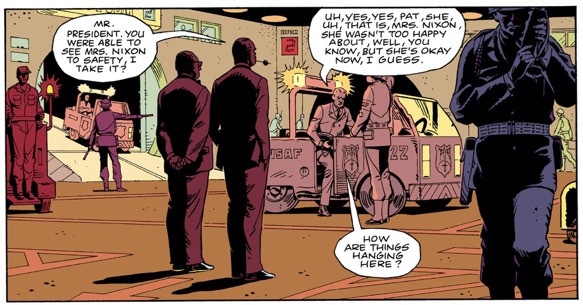 MR.
PRESIDENT. YOU
WERE ABLE TO
SEE MRS. NIXON
TO SAFETY, I
TAKE IT?
UH, YES, YES, PAT, SHE,
UH, THAT IS, MRS. NIXON,
SHE WASN'T TOO HAPPY
ABOUT, WELL, YOU
KNOW, BUT SHE'S OKAY
NOW, I GUESS.
2
USAF
22
HOW
ARE THINGS
HANGING
HERE?